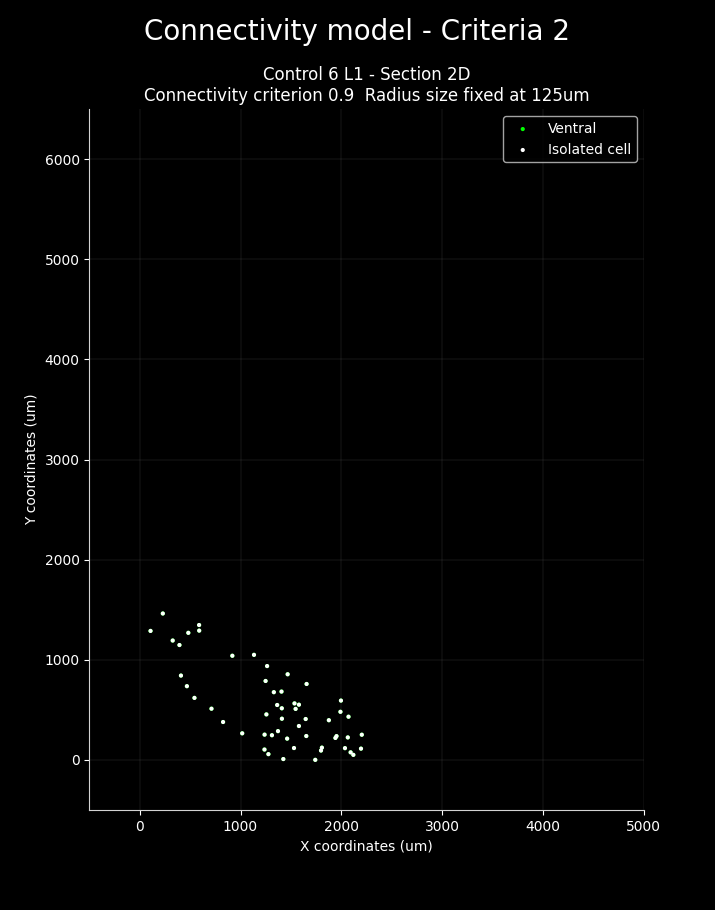 Connectivity model - Criteria 2
Control 6 L1 - Section 2D
Connectivity criterion 0.9  Radius size fixed at 125um
Ventral
Isolated cell
6000
5000
4000
3000
2000
1000
0
Y coordinates (um)
0 1000 2000 3000 4000 5000
X coordinates (um)